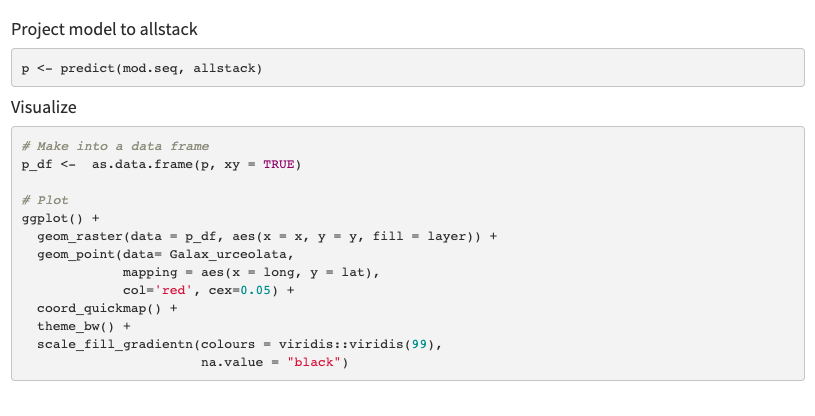 Project model to allstack
p <- predict(mod.seq, allstack)
Visualize
# Make into a data frame
p_df <-  as.data.frame(p, xy = TRUE)
# Plot
ggplot() +
  geom_raster(data = p_df, aes(x = x, y = y, fill = layer)) +
  geom_point(data= Galax_urceolata,
             mapping = aes(x = long, y = lat),
             col='red', cex=0.05) +
  coord_quickmap() +
  theme_bw() +
  scale_fill_gradientn(colours = viridis::viridis(99),
                       na.value = "black")